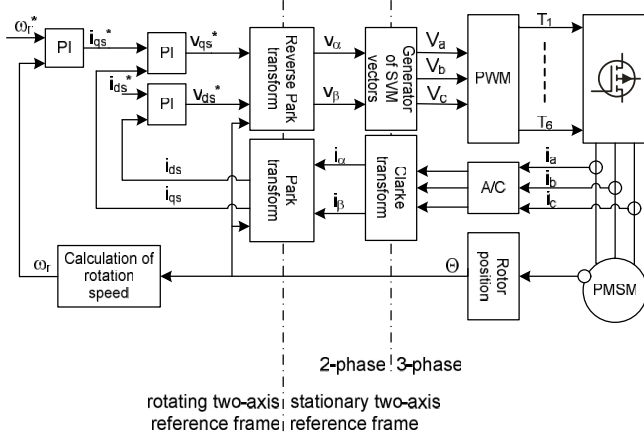 ωr*
PI
iqs*
PI
vqs*
ids*
PI
vds*
Reverse Park
transform
vα
vβ
Generator
of SVM
vectors
Va
Vb
Vc
PWM
T1
T6
ids
iqs
Park
transform
iα
iβ
Clarke
transform
A/C
ia
ib
ic
ωr
Calculation of
rotation
speed
Θ
Rotor
position
PMSM
2-phase
3-phase
rotating two-axis
reference frame
stationary two-axis
reference frame